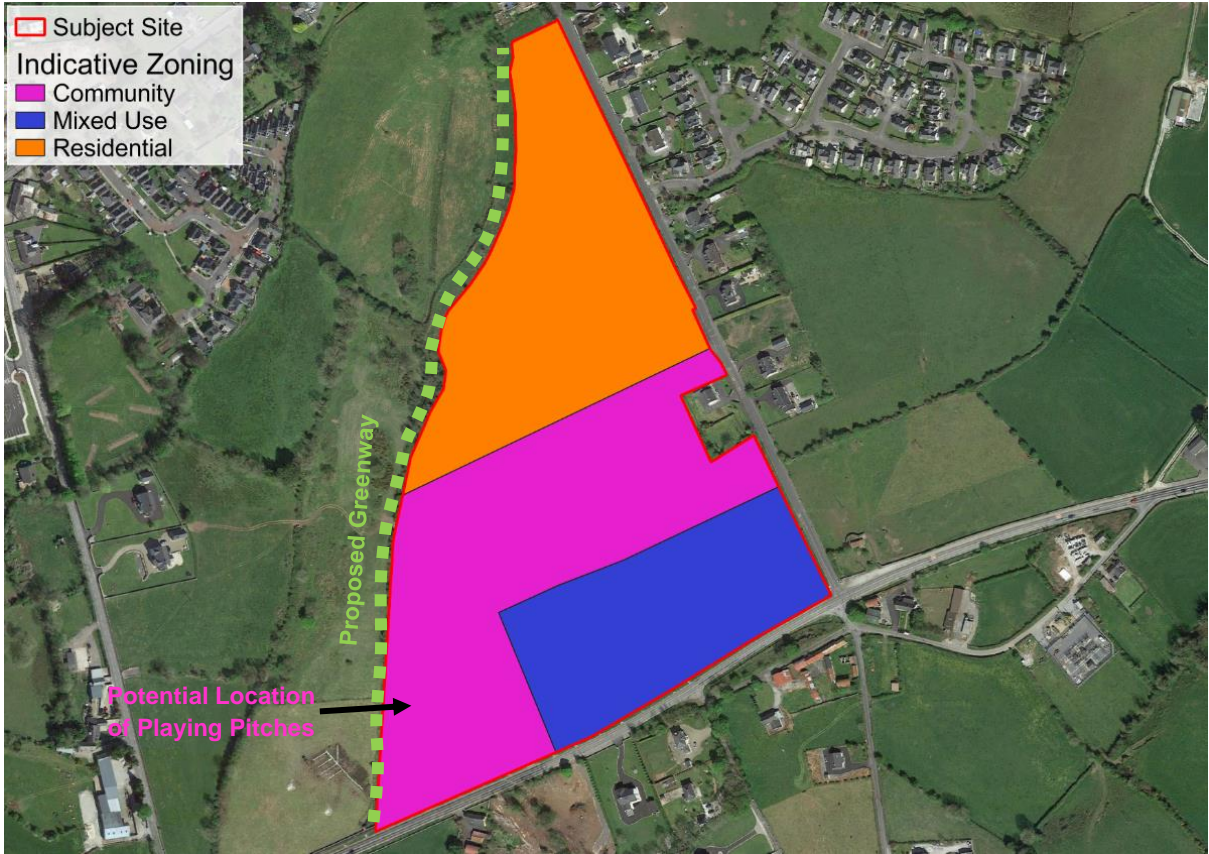 Subject Site
Indicative Zoning
Community
Mixed Use
Residential
Proposed Greenway
Potential Location
of Playing Pitches